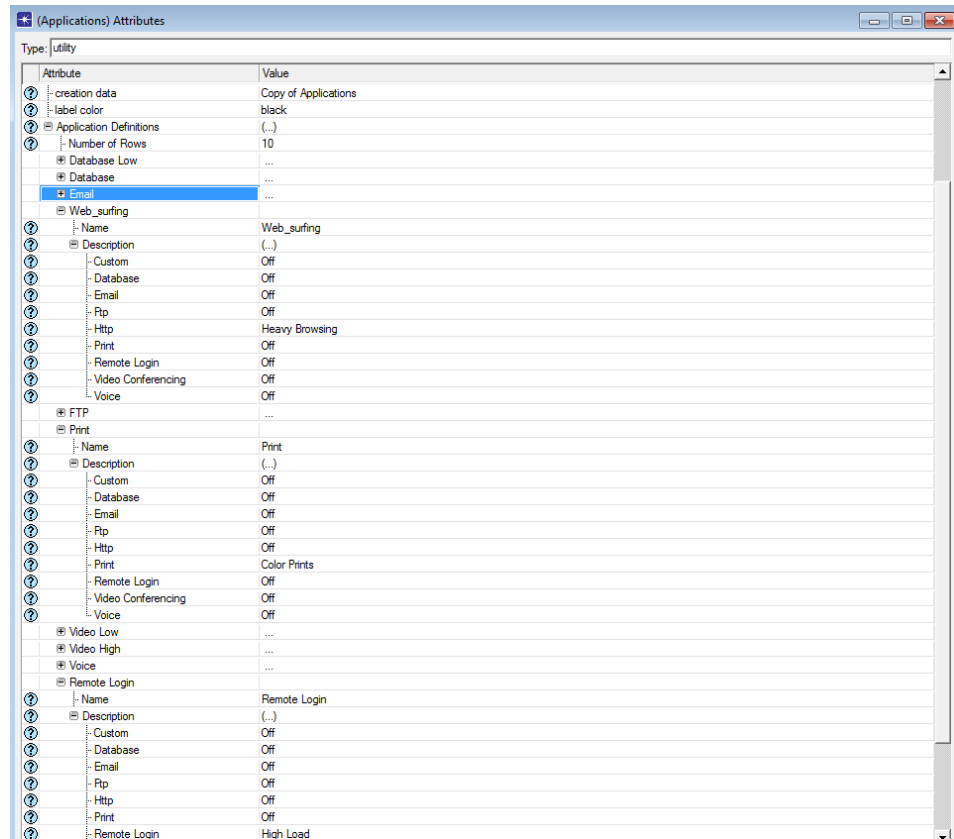 (Applications) Attributes
Type: utility
Attribute Value
creation data Copy of Applications
label color black
Application Definitions (...)
Number of Rows 10
Database Low ...
Database ...
Email ...
Web_surfing
Name Web_surfing
Description (...)
Custom Off
Database Off
Email Off
Ftp Off
Http Heavy Browsing
Print Off
Remote Login Off
Video Conferencing Off
Voice Off
FTP ...
Print
Name Print
Description (...)
Custom Off
Database Off
Email Off
Ftp Off
Http Off
Print Color Prints
Remote Login Off
Video Conferencing Off
Voice Off
Video Low ...
Video High ...
Voice ...
Remote Login
Name Remote Login
Description (...)
Custom Off
Database Off
Email Off
Ftp Off
Http Off
Print Off
Remote Login High Load